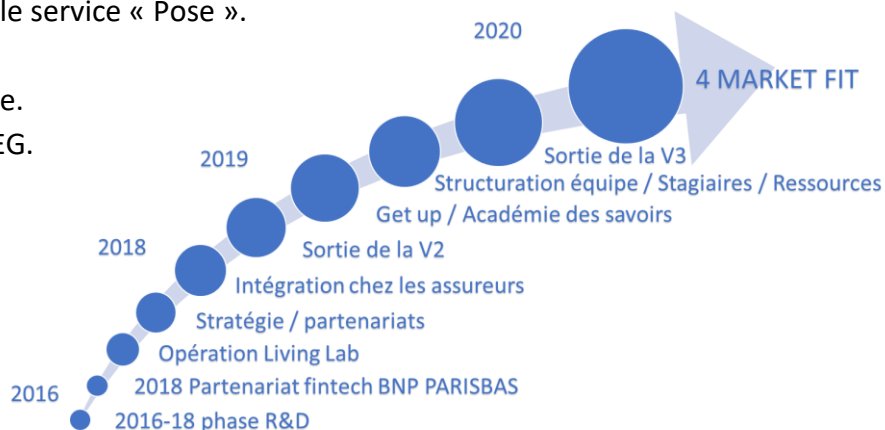 le service « Pose ».
e.
EG.
2020
4 MARKET FIT
Sortie de la V3
2019
Structuration équipe / Stagiaires / Ressources
Get up / Académie des savoirs
2018
Sortie de la V2
Intégration chez les assureurs
Stratégie / partenariats
Opération Living Lab
2016
2018 Partenariat fintech BNP PARISBAS
2016-18 phase R&D